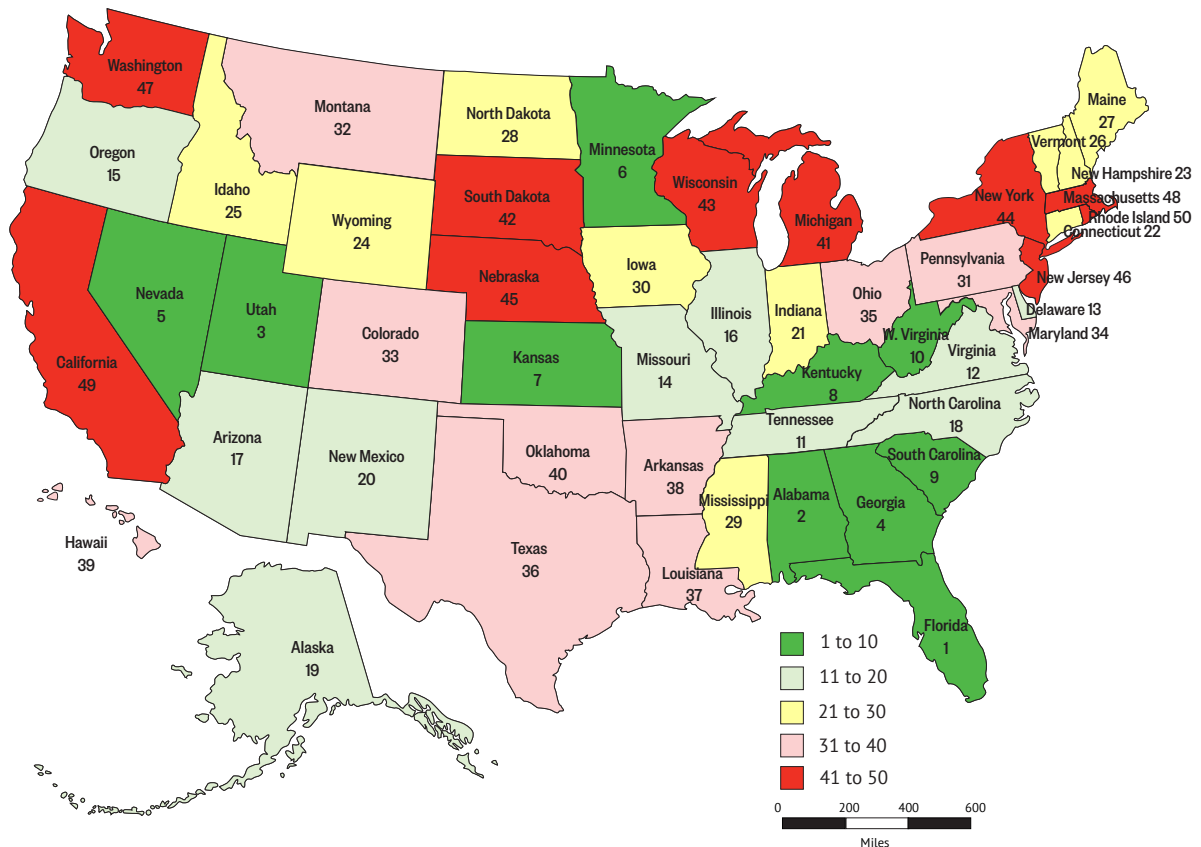 Washington
47
Oregon
15
California
49
Nevada
5
Idaho
25
Montana
32
Wyoming
24
Utah
3
Colorado
33
Arizona
17
New Mexico
20
North Dakota
28
South Dakota
42
Nebraska
45
Kansas
7
Oklahoma
40
Texas
36
Minnesota
6
Iowa
30
Missouri
14
Arkansas
38
Louisiana
37
Wisconsin
43
Illinois
16
Michigan
41
Indiana
21
Ohio
35
Kentucky
8
Tennessee
11
Mississippi
29
Alabama
2
Georgia
4
Florida
1
South Carolina
9
North Carolina
18
Virginia
12
W. Virginia
10
Pennsylvania
31
New York
44
Maine
27
Vermont 26
New Hampshire 23
Massachusetts 48
Rhode Island 50
Connecticut 22
New Jersey 46
Delaware 13
Maryland 34
Hawaii
39
Alaska
19
1 to 10
11 to 20
21 to 30
31 to 40
41 to 50
0 200 400 600
Miles